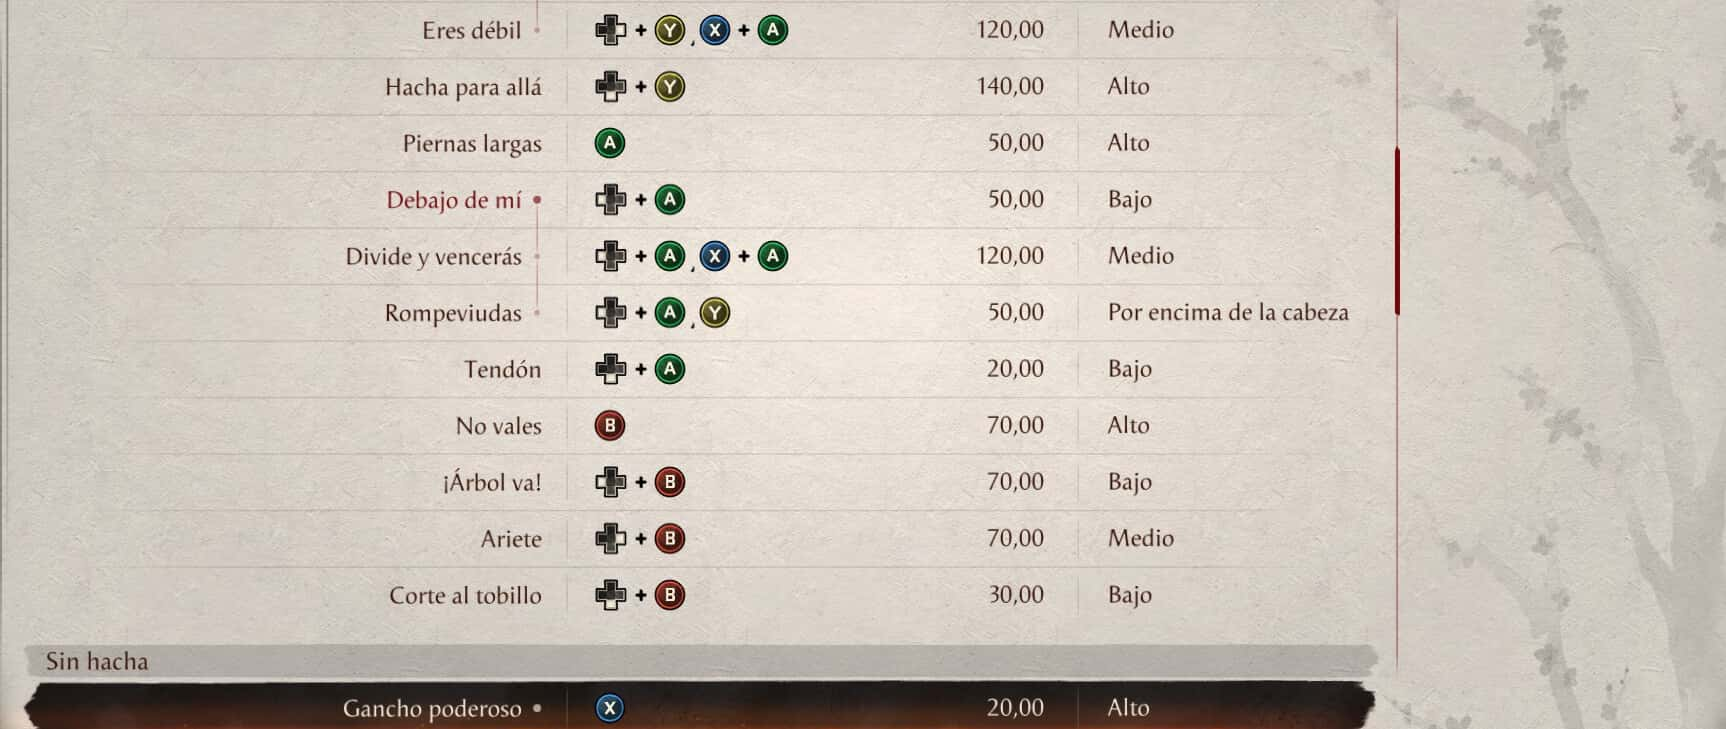 Eres débil + Y , X + A 120,00 Medio
Hacha para allá + Y 140,00 Alto
Piernas largas A 50,00 Alto
Debajo de mí + A 50,00 Bajo
Divide y vencerás + A , X + A 120,00 Medio
Rompeviudas + A , Y 50,00 Por encima de la cabeza
Tendón + A 20,00 Bajo
No vales B 70,00 Alto
¡Árbol va! + B 70,00 Bajo
Ariete + B 70,00 Medio
Corte al tobillo + B 30,00 Bajo
Sin hacha
Gancho poderoso X 20,00 Alto